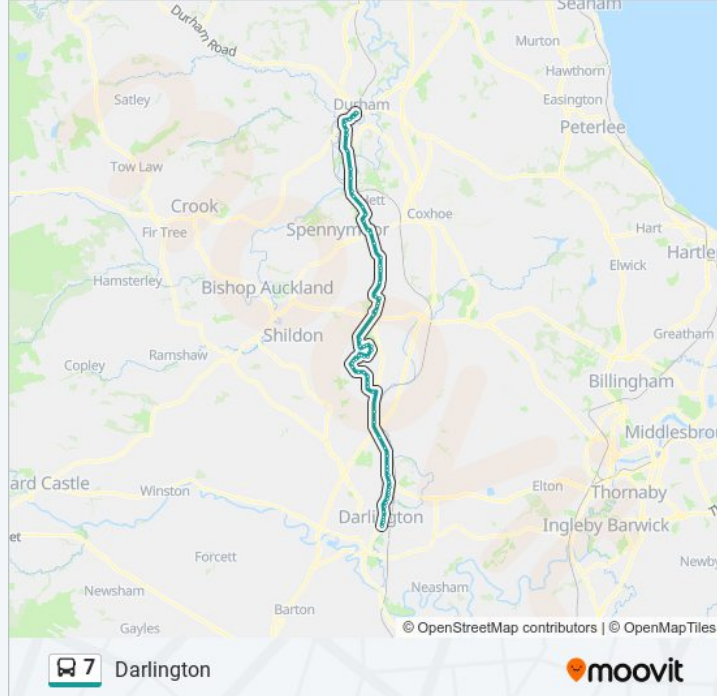 Seaham
Durham Road
Murton
Hawthorn
Satley
Durham
Easington
Peterlee
Tow Law
Crook
ett
Coxhoe
Fir Tree
Spennymoor
Hart
Hartle
Elwick
Hamsterley
Bishop Auckland
Shildon
Greatham
Ramshaw
Copley
Billingham
Middlesbro
ard Castle
Winston
Elton
Thornaby
Darlington
Ingleby Barwick
et
Forcett
Newby
Neasham
Newsham
Barton
Gayles
© OpenStreetMap contributors | © OpenMapTiles
7 Darlington
moovit